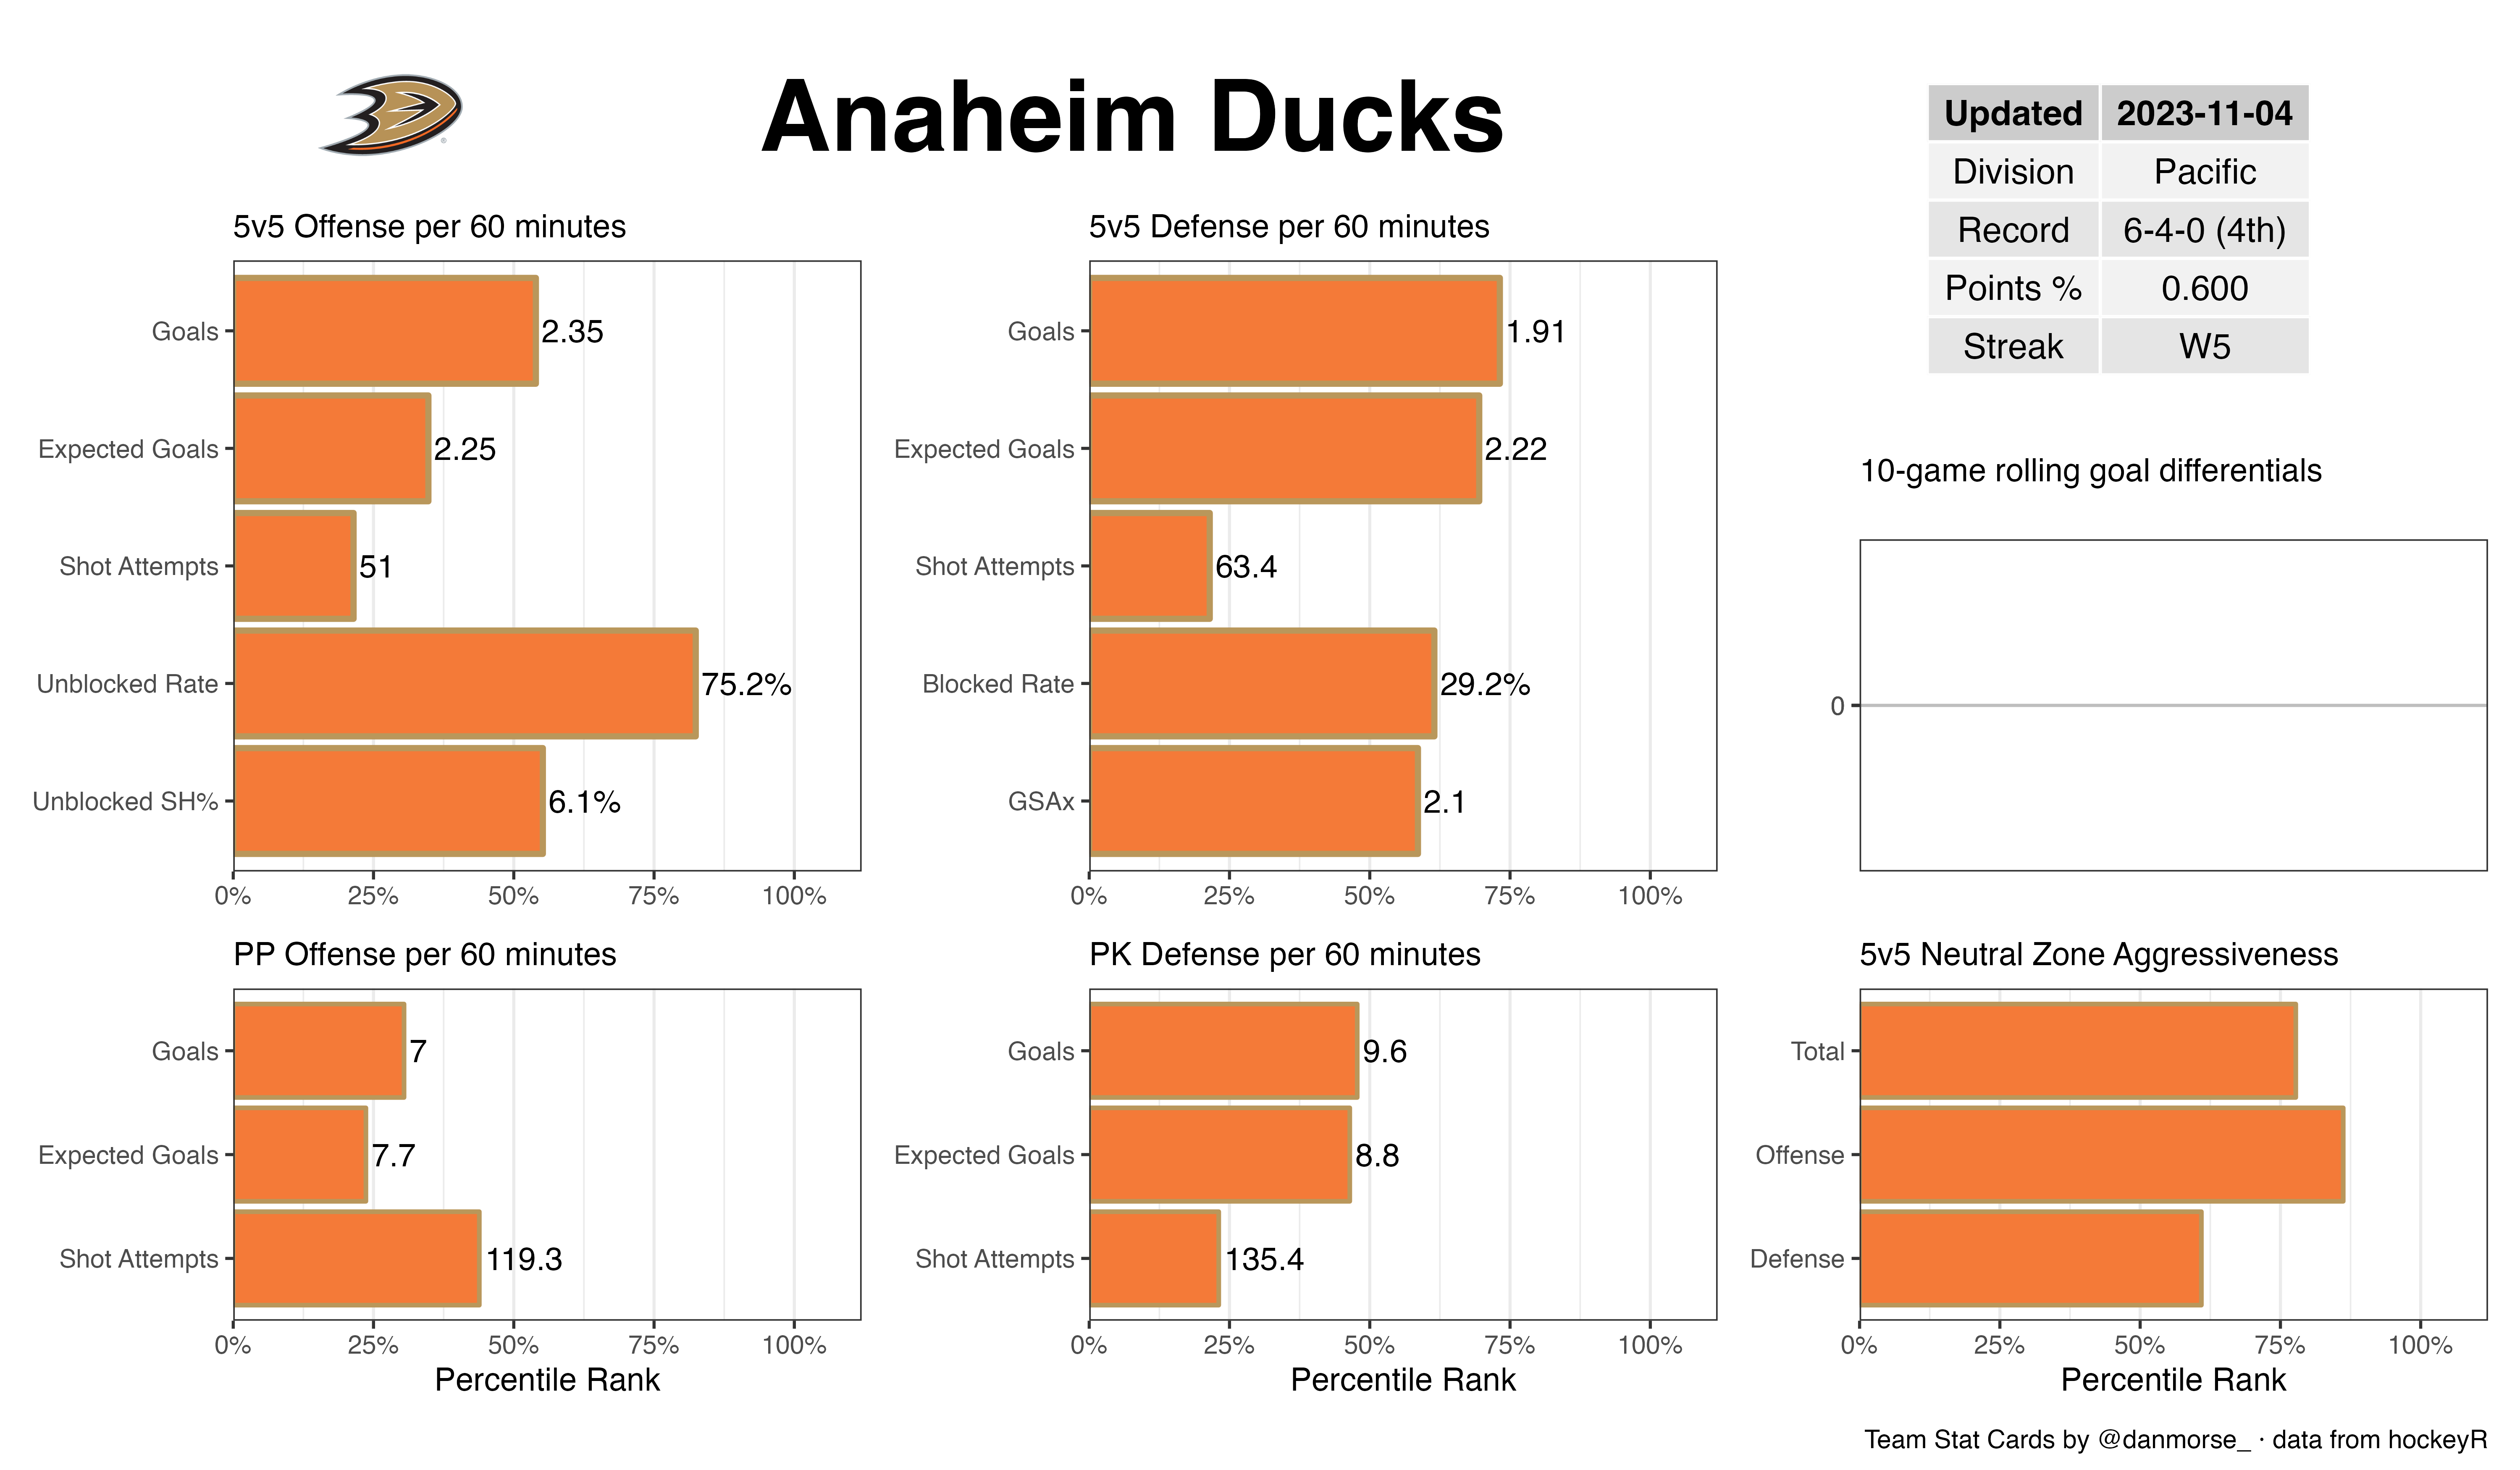 Anaheim Ducks
Updated 2023-11-04
Division Pacific
Record 6-4-0 (4th)
Points % 0.600
Streak W5
5v5 Offense per 60 minutes
Goals 2.35
Expected Goals 2.25
Shot Attempts 51
Unblocked Rate 75.2%
Unblocked SH% 6.1%
0% 25% 50% 75% 100%
5v5 Defense per 60 minutes
Goals 1.91
Expected Goals 2.22
Shot Attempts 63.4
Blocked Rate 29.2%
GSAx 2.1
0% 25% 50% 75% 100%
10-game rolling goal differentials
0
PP Offense per 60 minutes
Goals 7
Expected Goals 7.7
Shot Attempts 119.3
0% 25% 50% 75% 100%
Percentile Rank
PK Defense per 60 minutes
Goals 9.6
Expected Goals 8.8
Shot Attempts 135.4
0% 25% 50% 75% 100%
Percentile Rank
5v5 Neutral Zone Aggressiveness
Total
Offense
Defense
0% 25% 50% 75% 100%
Percentile Rank
Team Stat Cards by @danmorse_ · data from hockeyR